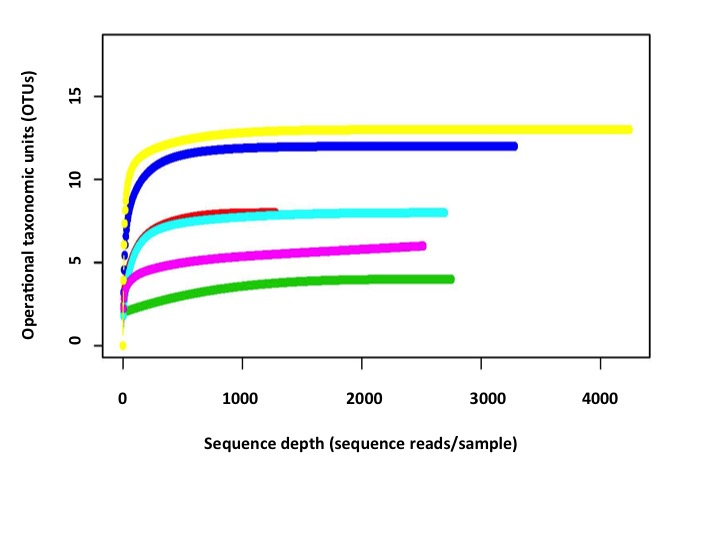 Operational taxonomic units (OTUs)
15
10
5
0
0 1000 2000 3000 4000
Sequence depth (sequence reads/sample)